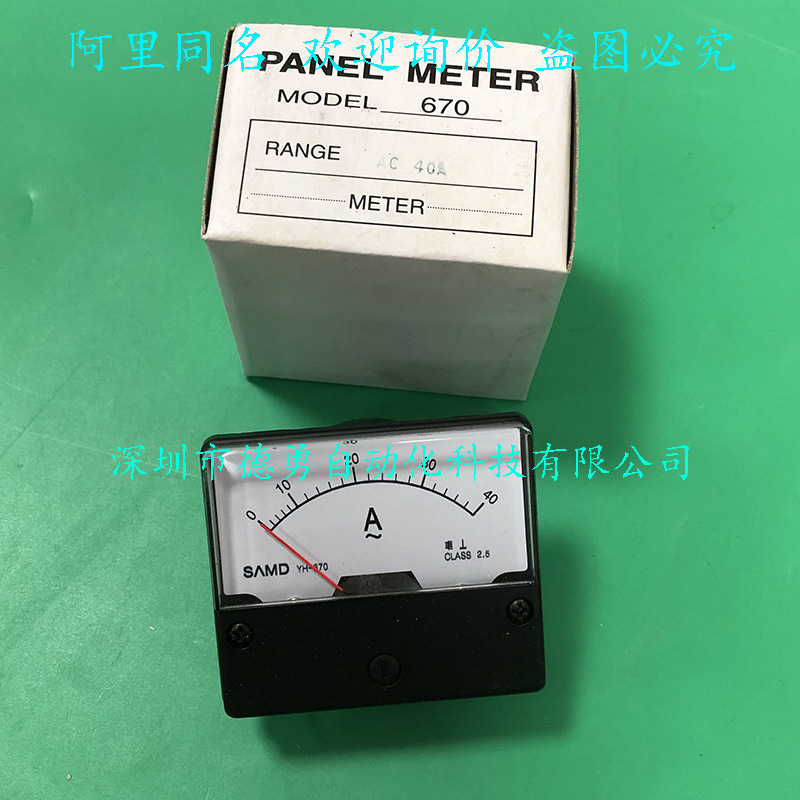 阿里同名 欢迎询价 盗图必究
PANEL METER
MODEL 670
RANGE AC 40A
METER
深圳市德勇自动化科技有限公司
0 10 20 30 40
A
CLASS 2.5
SAMD